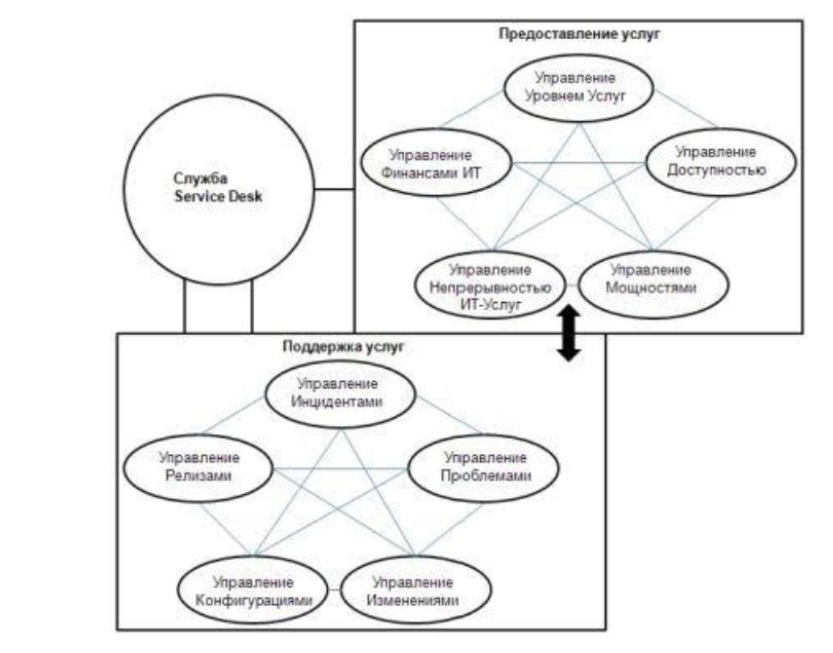 Предоставление услуг
Управление
Уровнем Услуг
Управление
Финансами ИТ
Управление
Доступностью
Служба
Service Desk
Управление
Непрерывностью
ИТ-Услуг
Управление
Мощностями
Поддержка услуг
Управление
Инцидентами
Управление
Релизами
Управление
Проблемами
Управление
Конфигурациями
Управление
Изменениями